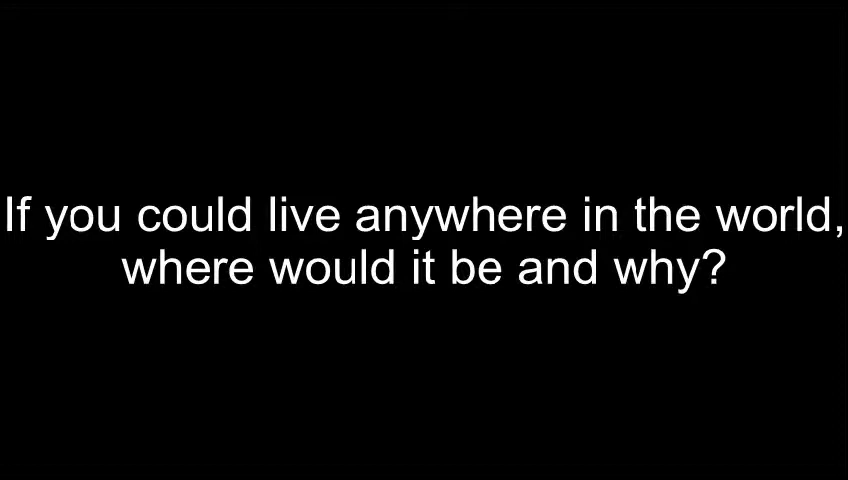 If you could live anywhere in the world,
where would it be and why?